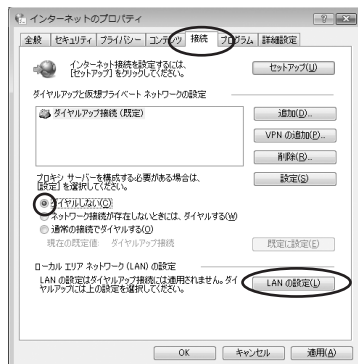 インターネットのプロパティ
全般 セキュリティ プライバシー コンテンツ 接続 プログラム 詳細設定
インターネット接続を設定するには、
[セットアップ] をクリックしてください。
セットアップ(U)
ダイヤルアップと仮想プライベート ネットワークの設定
ダイヤルアップ接続 (既定)
追加(D)...
VPN の追加(P)...
削除(R)...
プロキシ サーバーを構成する必要がある場合は、
[設定] を選択してください。
設定(S)
ダイヤルしない(C)
ネットワーク接続が存在しないときには、ダイヤルする(W)
通常の接続でダイヤルする(O)
現在の既定値: ダイヤルアップ接続
既定に設定(E)
ローカル エリア ネットワーク (LAN) の設定
LAN の設定はダイヤルアップ接続には適用されません。ダイ
ヤルアップには上の設定を選択してください。
LAN の設定(L)
OK キャンセル 適用(A)